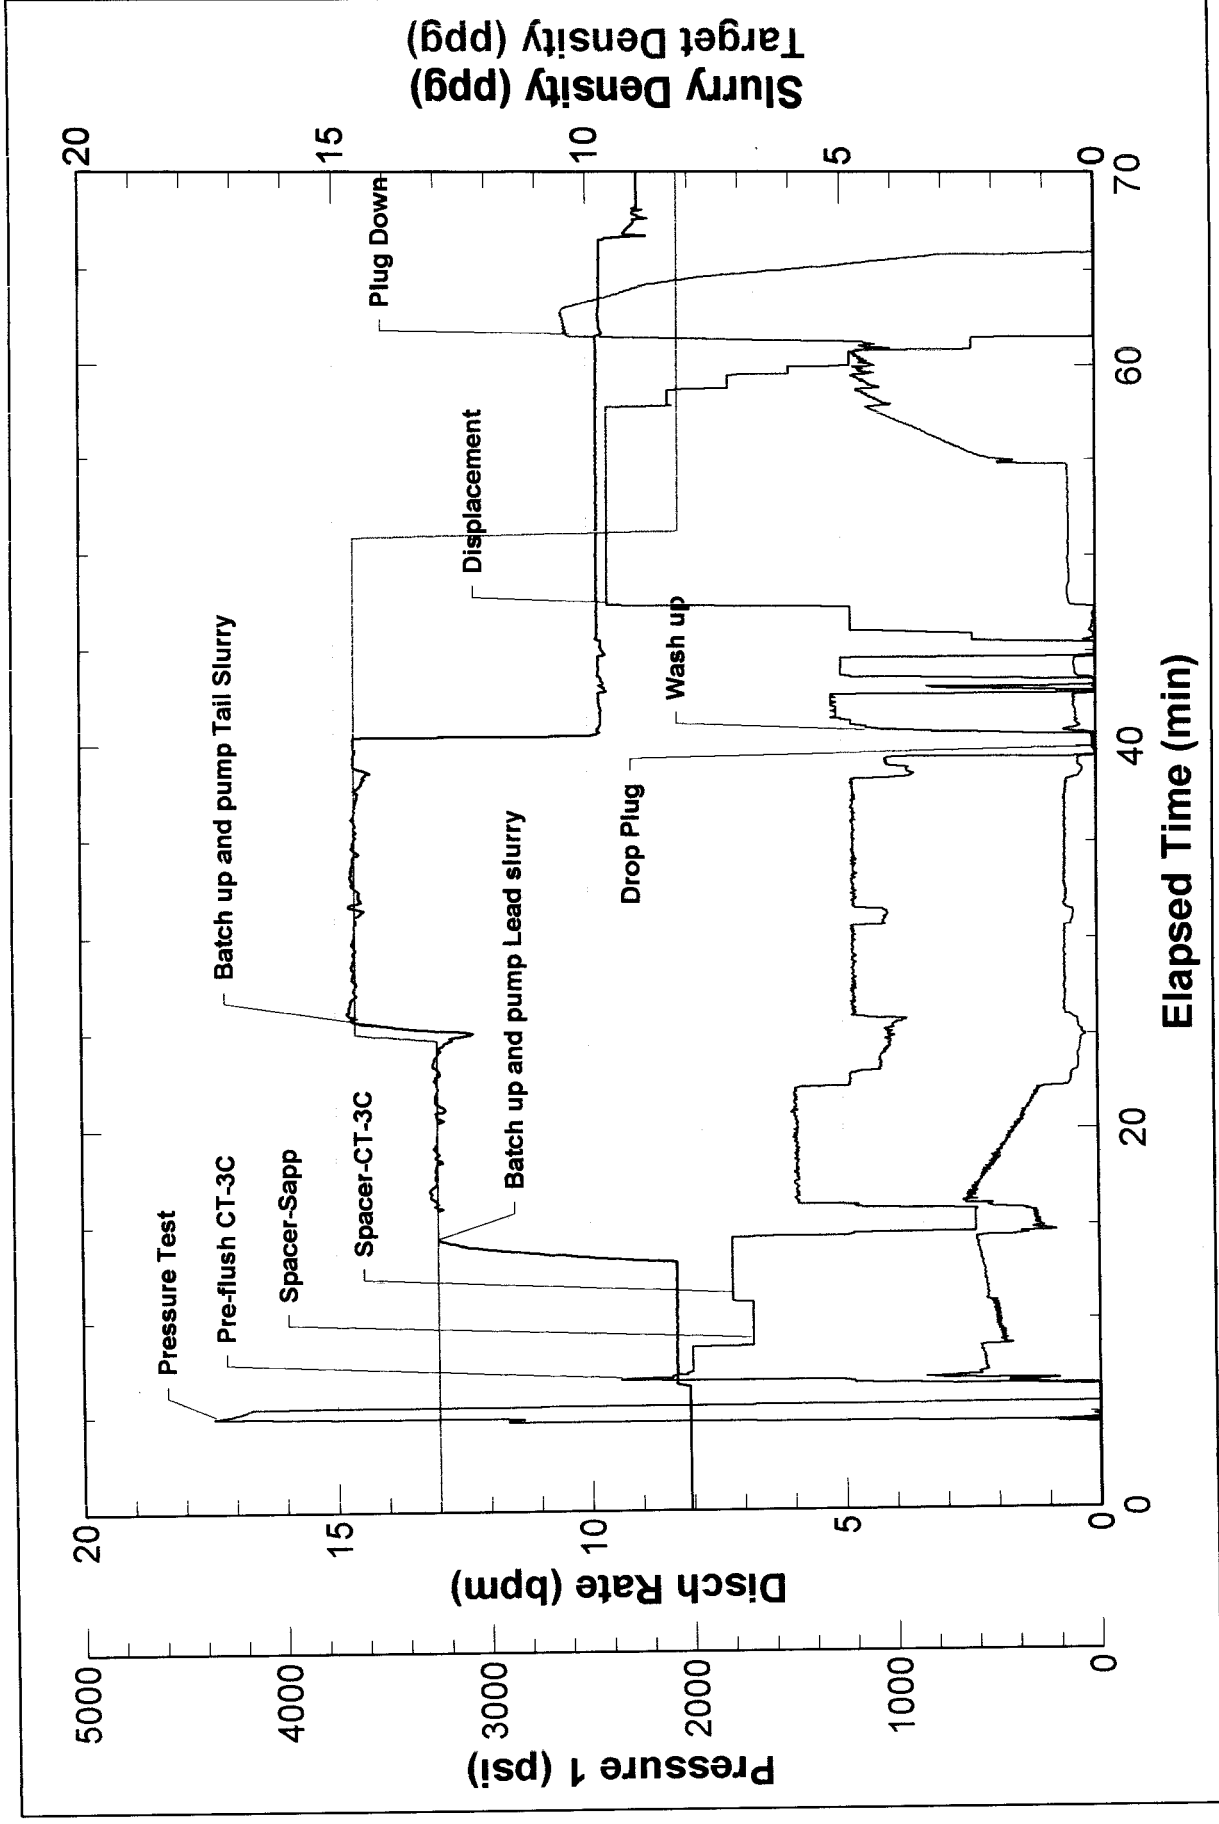 Pressure 1 (psi)
5000
4000
3000
2000
1000
0
Disch Rate (bpm)
20
15
10
5
0
Pressure Test
Pre-flush CT-3C
Spacer-Sapp
Spacer-CT-3C
Batch up and pump Lead slurry
Batch up and pump Tail Slurry
Drop Plug
Wash up
Displacement
Plug Down
0
20
40
60
70
Elapsed Time (min)
20
15
10
5
0
Slurry Density (ppg)
Target Density (ppg)